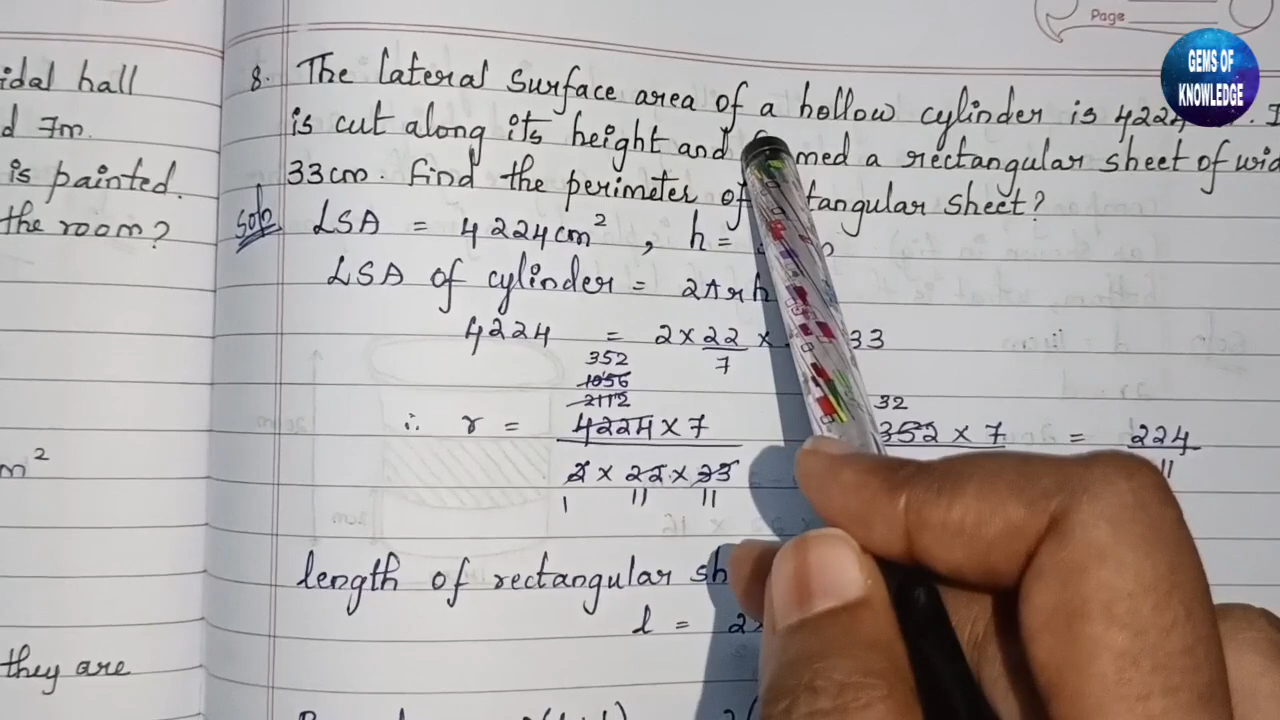 Page
GEMS OF
KNOWLEDGE
idal hall
d 7m.
is painted.
the room?
m²
they are
8. The lateral surface area of a hollow cylinder is 4224
is cut along its height and formed a rectangular sheet of wid
33cm. find the perimeter of tangular sheet?
Soln LSA = 4224cm² , h =
LSA of cylinder = 2πrh
4224 = 2 × 22/7 × 33
352
1056
2112
∴ r = 4224 × 7 / 2 × 22 × 33
1 11 11
32
352 × 7 = 224/11
length of rectangular sh
l = 2